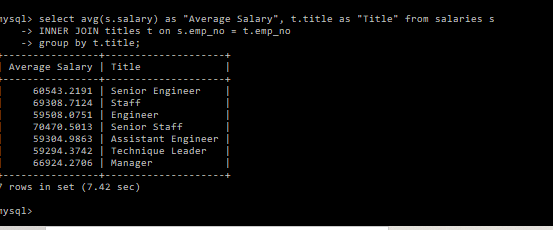 mysql> select avg(s.salary) as "Average Salary", t.title as "Title" from salaries s
    -> INNER JOIN titles t on s.emp_no = t.emp_no
    -> group by t.title;
+----------------+--------------------+
| Average Salary | Title              |
+----------------+--------------------+
|     60543.2191 | Senior Engineer    |
|     69308.7124 | Staff              |
|     59508.0751 | Engineer           |
|     70470.5013 | Senior Staff       |
|     59304.9863 | Assistant Engineer |
|     59294.3742 | Technique Leader   |
|     66924.2706 | Manager            |
+----------------+--------------------+
7 rows in set (7.42 sec)

mysql>